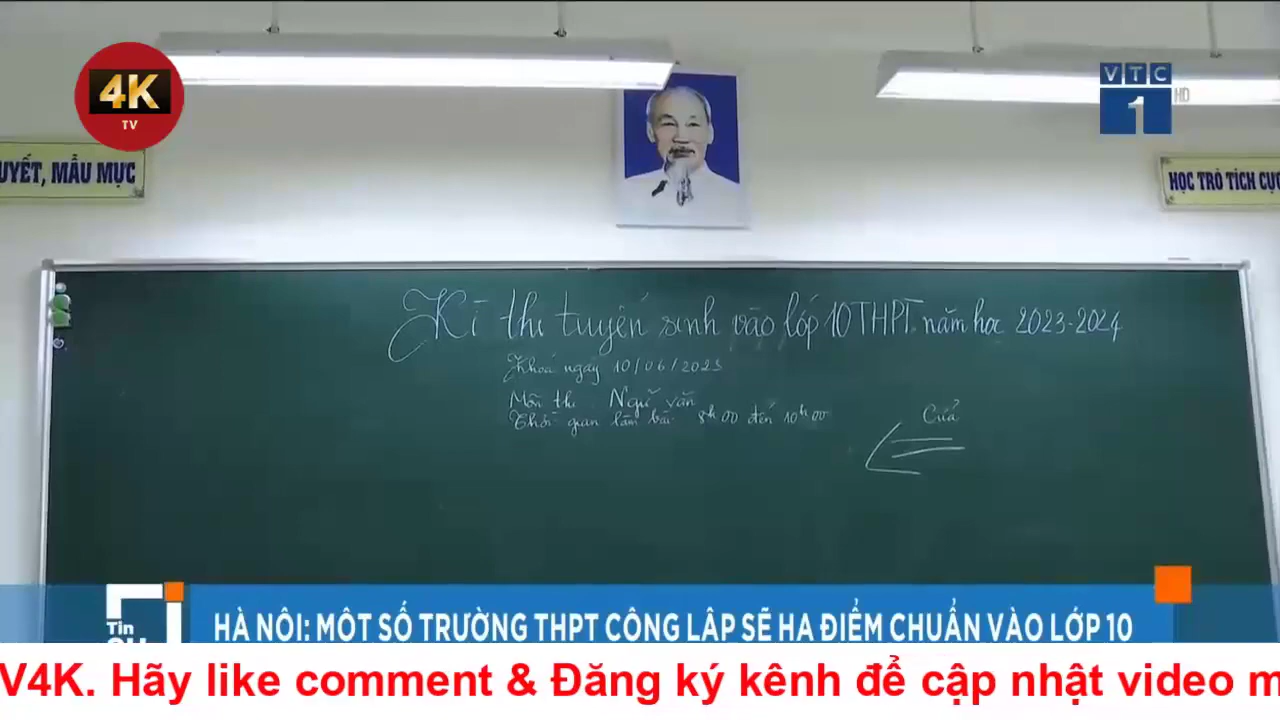 4K
TV
VTC
1
HD
UYẾT, MẪU MỰC
HỌC TRÒ TÍCH CỰC
Kì thi tuyển sinh vào lớp 10 THPT năm học 2023-2024
Khoá ngày 10/06/2023
Môn thi Ngữ văn
Thời gian làm bài 8h00 đến 10h00
Cửa
Tin
HÀ NỘI: MỘT SỐ TRƯỜNG THPT CÔNG LẬP SẼ HẠ ĐIỂM CHUẨN VÀO LỚP 10
V4K. Hãy like comment & Đăng ký kênh để cập nhật video m